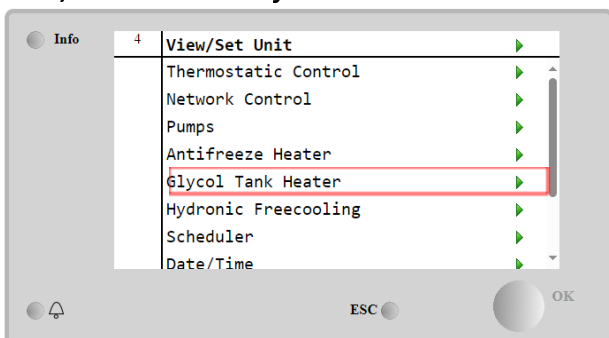 Info
4 View/Set Unit
Thermostatic Control
Network Control
Pumps
Antifreeze Heater
Glycol Tank Heater
Hydronic Freecooling
Scheduler
Date/Time
ESC
OK